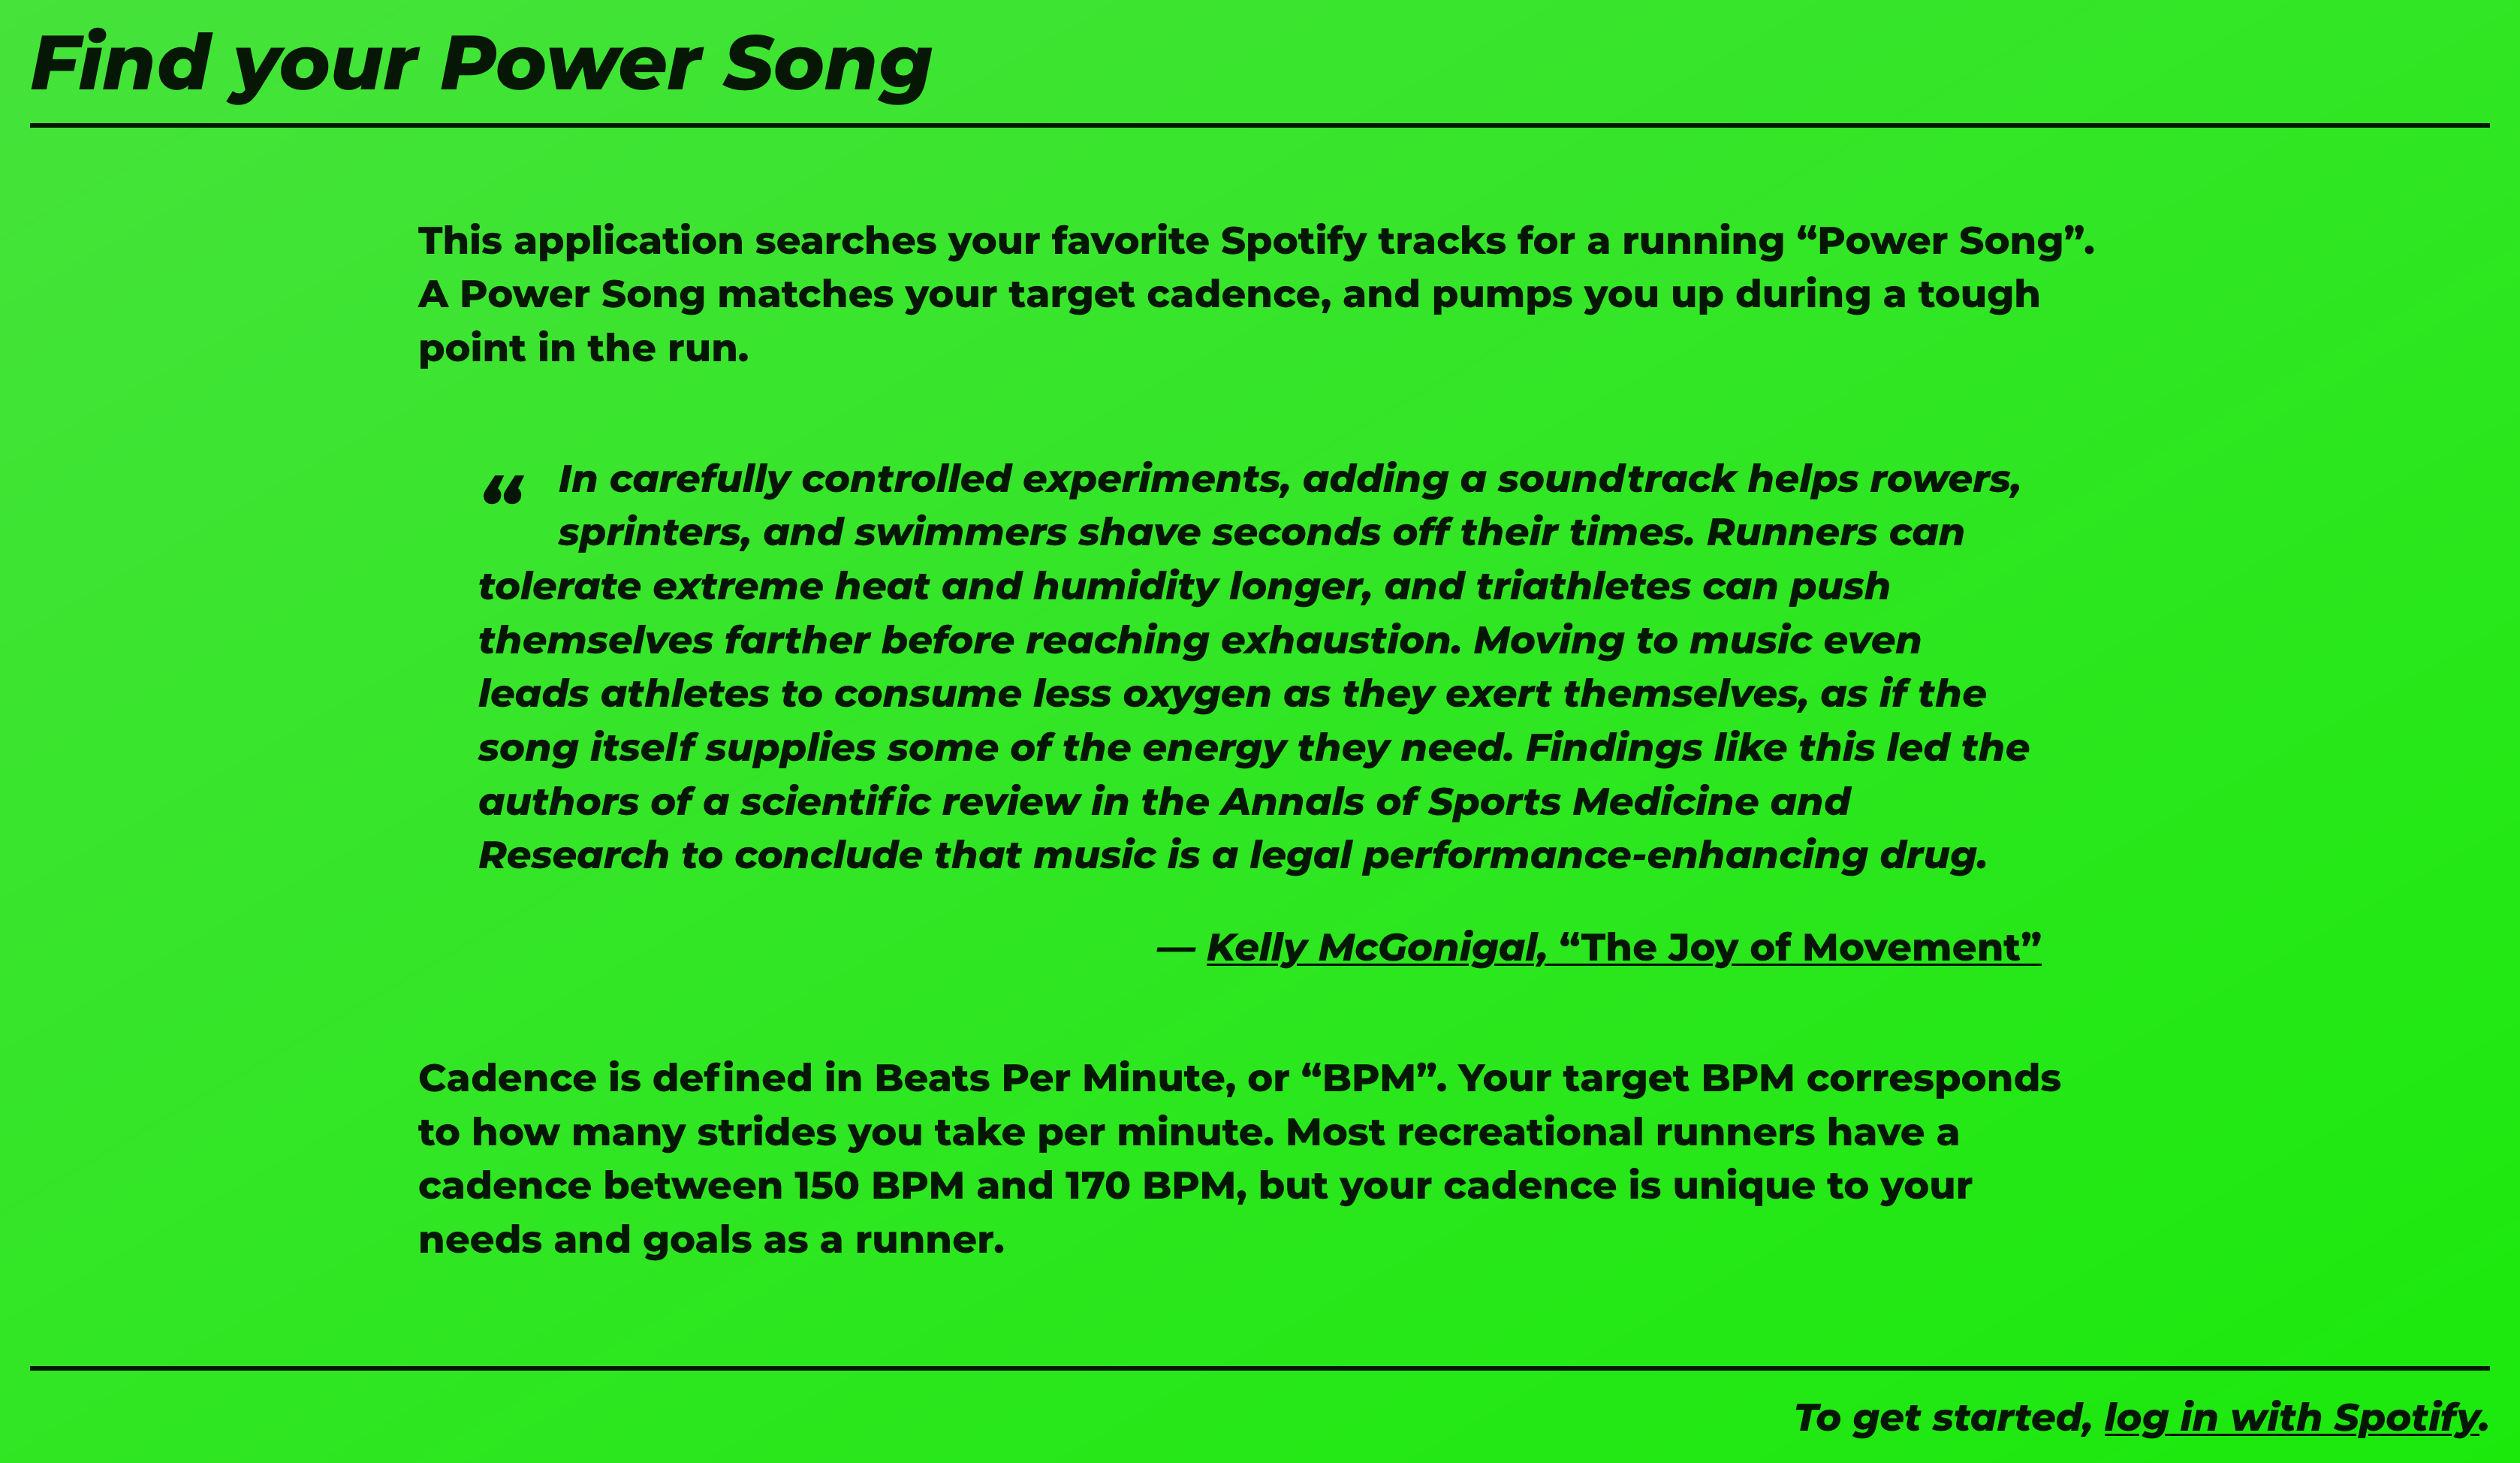 Find your Power Song
This application searches your favorite Spotify tracks for a running “Power Song”.
A Power Song matches your target cadence, and pumps you up during a tough
point in the run.
“ In carefully controlled experiments, adding a soundtrack helps rowers,
sprinters, and swimmers shave seconds off their times. Runners can
tolerate extreme heat and humidity longer, and triathletes can push
themselves farther before reaching exhaustion. Moving to music even
leads athletes to consume less oxygen as they exert themselves, as if the
song itself supplies some of the energy they need. Findings like this led the
authors of a scientific review in the Annals of Sports Medicine and
Research to conclude that music is a legal performance-enhancing drug.
— Kelly McGonigal, “The Joy of Movement”
Cadence is defined in Beats Per Minute, or “BPM”. Your target BPM corresponds
to how many strides you take per minute. Most recreational runners have a
cadence between 150 BPM and 170 BPM, but your cadence is unique to your
needs and goals as a runner.
To get started, log in with Spotify.